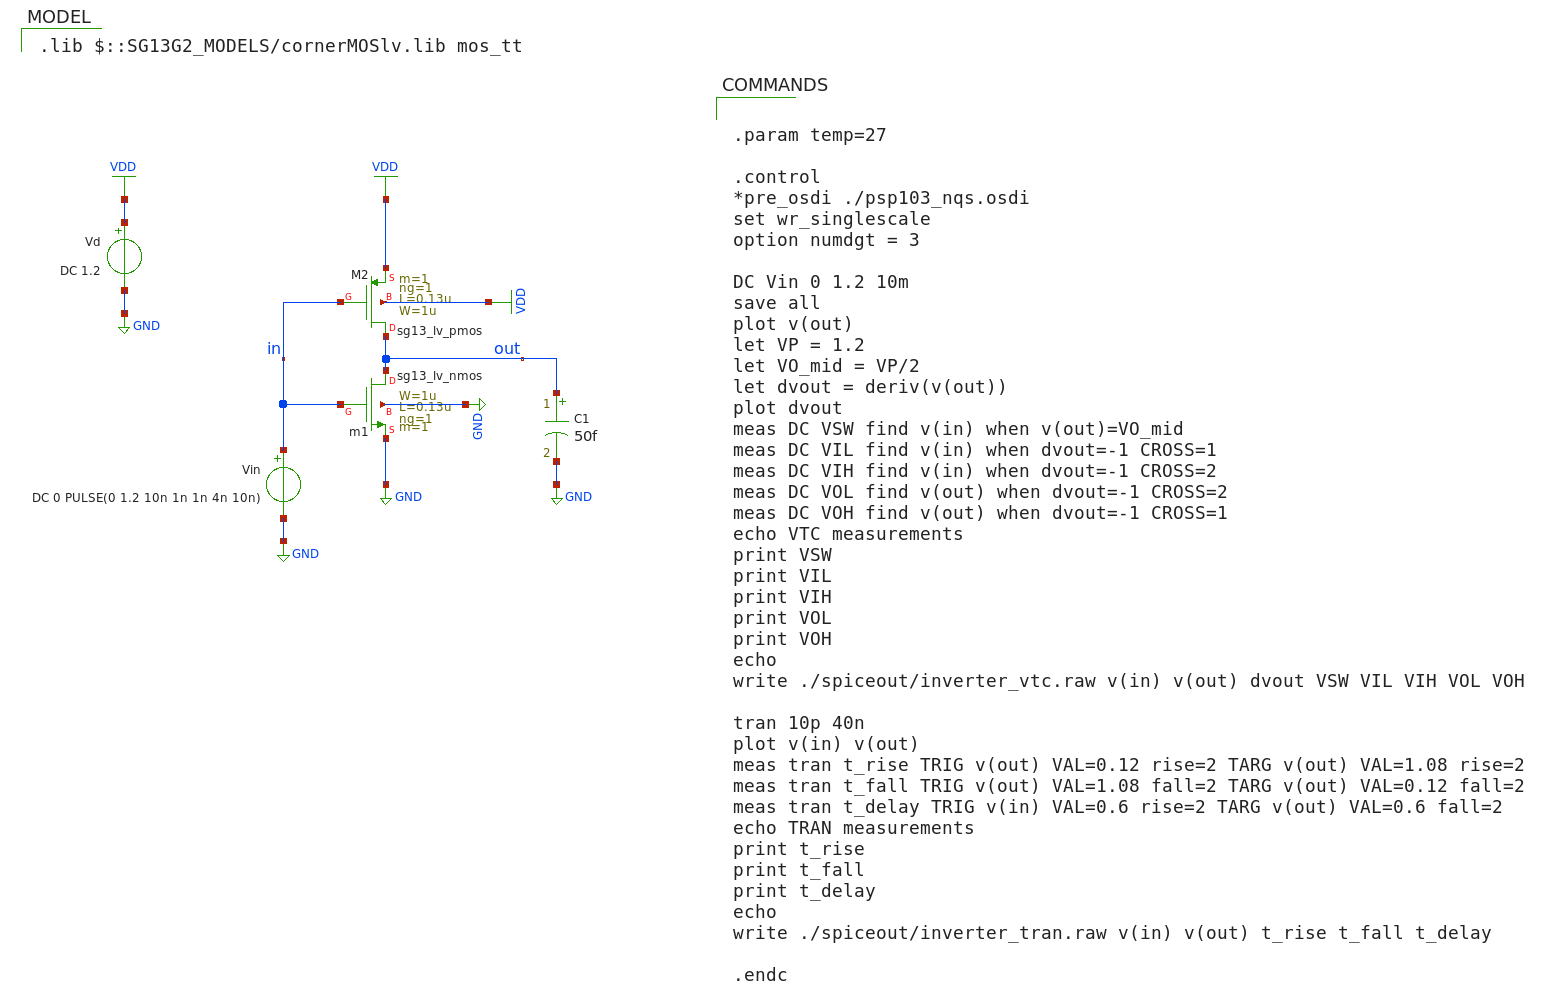 MODEL
.lib $::SG13G2_MODELS/cornerMOSlv.lib mos_tt
VDD
Vd
DC 1.2
+
GND
VDD
M2
S
m=1
ng=1
L=0.13u
W=1u
G
B
VDD
D
sg13_lv_pmos
in
out
D
sg13_lv_nmos
W=1u
L=0.13u
ng=1
m=1
G
B
S
m1
GND
GND
1
+
C1
50f
2
GND
Vin
+
DC 0 PULSE(0 1.2 10n 1n 1n 4n 10n)
GND
COMMANDS
.param temp=27
.control
*pre_osdi ./psp103_nqs.osdi
set wr_singlescale
option numdgt = 3
DC Vin 0 1.2 10m
save all
plot v(out)
let VP = 1.2
let VO_mid = VP/2
let dvout = deriv(v(out))
plot dvout
meas DC VSW find v(in) when v(out)=VO_mid
meas DC VIL find v(in) when dvout=-1 CROSS=1
meas DC VIH find v(in) when dvout=-1 CROSS=2
meas DC VOL find v(out) when dvout=-1 CROSS=2
meas DC VOH find v(out) when dvout=-1 CROSS=1
echo VTC measurements
print VSW
print VIL
print VIH
print VOL
print VOH
echo
write ./spiceout/inverter_vtc.raw v(in) v(out) dvout VSW VIL VIH VOL VOH
tran 10p 40n
plot v(in) v(out)
meas tran t_rise TRIG v(out) VAL=0.12 rise=2 TARG v(out) VAL=1.08 rise=2
meas tran t_fall TRIG v(out) VAL=1.08 fall=2 TARG v(out) VAL=0.12 fall=2
meas tran t_delay TRIG v(in) VAL=0.6 rise=2 TARG v(out) VAL=0.6 fall=2
echo TRAN measurements
print t_rise
print t_fall
print t_delay
echo
write ./spiceout/inverter_tran.raw v(in) v(out) t_rise t_fall t_delay
.endc